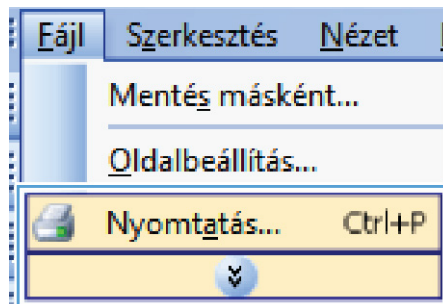 Fájl Szerkesztés Nézet
Mentés másként...
Oldalbeállítás...
Nyomtatás... Ctrl+P